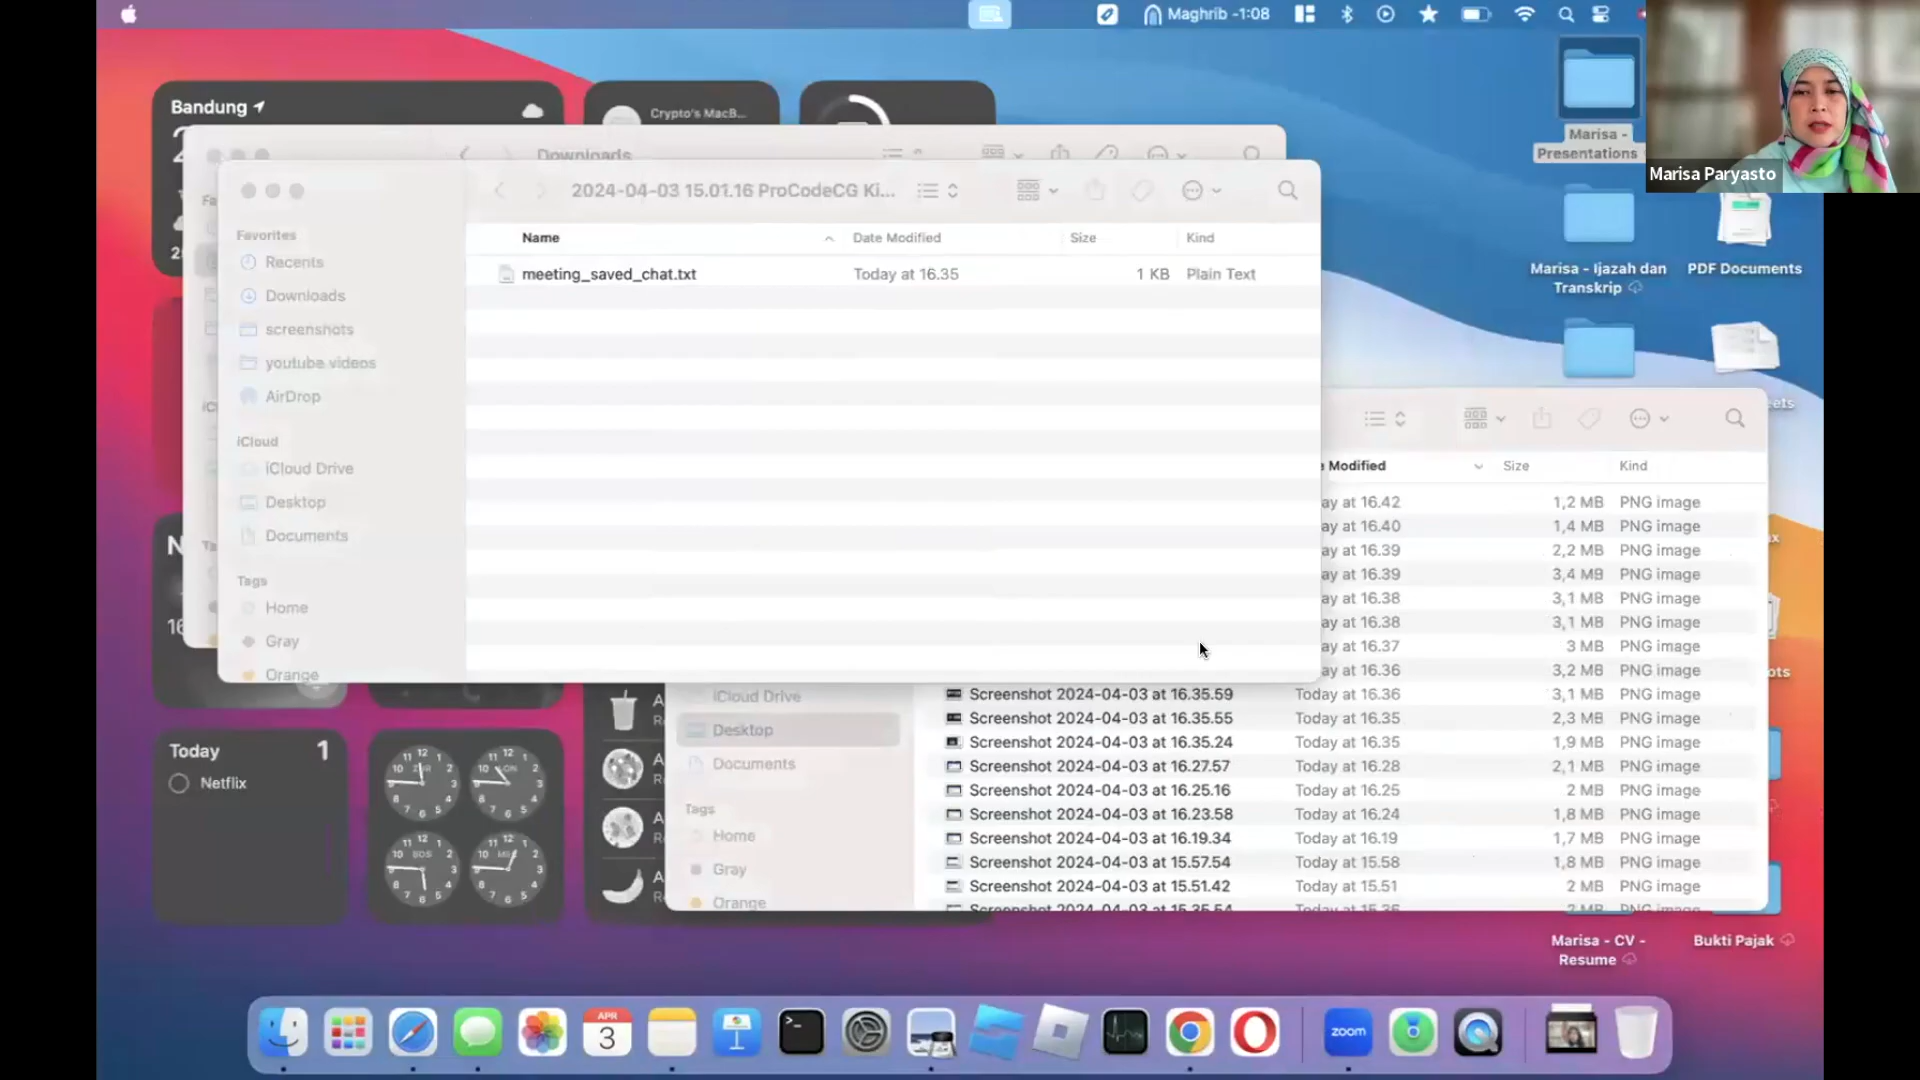 Maghrib -1:08
Marisa Paryasto
Bandung
Crypto's MacB...
Downloads
2024-04-03 15.01.16 ProCodeCG Ki...
Favorites
Recents
Downloads
screenshots
youtube videos
AirDrop
iCloud
iCloud Drive
Desktop
Documents
Tags
Home
Gray
Orange
Name
Date Modified
Size
Kind
meeting_saved_chat.txt
Today at 16.35
1 KB
Plain Text
Marisa -
Presentations
Marisa - Ijazah dan
Transkrip
PDF Documents
Modified
Size
Kind
ay at 16.42 1,2 MB PNG image
ay at 16.40 1,4 MB PNG image
ay at 16.39 2,2 MB PNG image
ay at 16.39 3,4 MB PNG image
ay at 16.38 3,1 MB PNG image
ay at 16.38 3,1 MB PNG image
ay at 16.37 3 MB PNG image
ay at 16.36 3,2 MB PNG image
Screenshot 2024-04-03 at 16.35.59 Today at 16.36 3,1 MB PNG image
Screenshot 2024-04-03 at 16.35.55 Today at 16.35 2,3 MB PNG image
Screenshot 2024-04-03 at 16.35.24 Today at 16.35 1,9 MB PNG image
Screenshot 2024-04-03 at 16.27.57 Today at 16.28 2,1 MB PNG image
Screenshot 2024-04-03 at 16.25.16 Today at 16.25 2 MB PNG image
Screenshot 2024-04-03 at 16.23.58 Today at 16.24 1,8 MB PNG image
Screenshot 2024-04-03 at 16.19.34 Today at 16.19 1,7 MB PNG image
Screenshot 2024-04-03 at 15.57.54 Today at 15.58 1,8 MB PNG image
Screenshot 2024-04-03 at 15.51.42 Today at 15.51 2 MB PNG image
iCloud Drive
Desktop
Documents
Tags
Home
Gray
Orange
Today 1
Netflix
Marisa - CV -
Resume
Bukti Pajak
APR
3
zoom